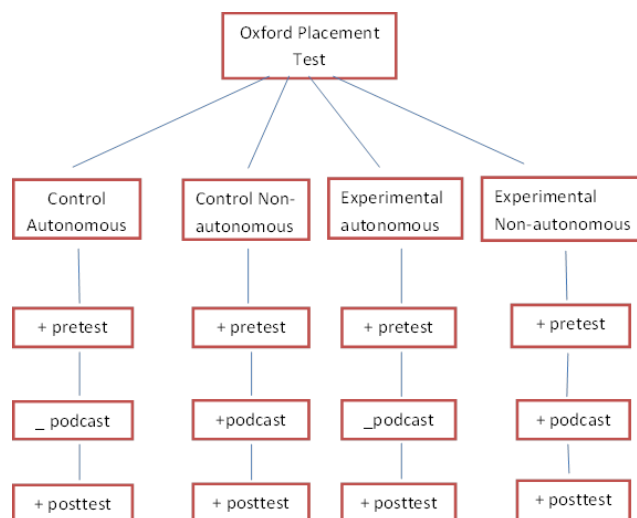 Oxford Placement
Test
Control
Autonomous
Control Non-
autonomous
Experimental
autonomous
Experimental
Non-autonomous
+ pretest
+ pretest
+ pretest
+ pretest
_ podcast
+podcast
_podcast
+ podcast
+ posttest
+ posttest
+ posttest
+ posttest